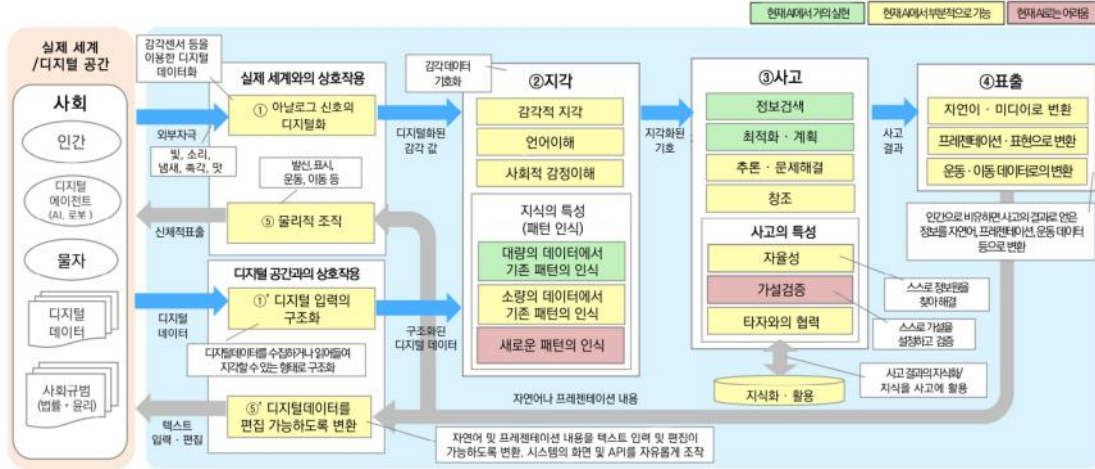 현재 AI에서 거의 실현
현재 AI에서 부분적으로 가능
현재 AI로는 어려움
실제 세계
/디지털 공간
사회
인간
디지털
에이전트
(AI, 로봇)
물자
디지털
데이터
사회규범
(법률・윤리)
감각센서 등을
이용한 디지털
데이터화
외부자극
빛, 소리,
냄새, 촉각, 맛
신체적표출
디지털
데이터
텍스트
입력・편집
실제 세계와의 상호작용
① 아날로그 신호의
디지털화
발신, 표시,
운동, 이동 등
⑤ 물리적 조직
디지털 공간과의 상호작용
①' 디지털 입력의
구조화
디지털데이터를 수집하거나 읽어들여
지각할 수 있는 형태로 구조화
⑤' 디지털데이터를
편집 가능하도록 변환
자연어 및 프레젠테이션 내용을 텍스트 입력 및 편집이
가능하도록 변환. 시스템의 화면 및 API를 자유롭게 조작
디지털화된
감각 값
구조화된
디지털 데이터
감각 데이터
기호화
②지각
감각적 지각
언어이해
사회적 감정이해
지식의 특성
(패턴 인식)
대량의 데이터에서
기존 패턴의 인식
소량의 데이터에서
기존 패턴의 인식
새로운 패턴의 인식
지각화된
기호
③사고
정보검색
최적화・계획
추론・문제해결
창조
사고의 특성
자율성
가설검증
타자와의 협력
스스로 정보원을
찾아 해결
스스로 가설을
설정하고 검증
사고 결과의 지식화/
지식을 사고에 활용
지식화・활용
자연어나 프레젠테이션 내용
사고
결과
④표출
자연이・미디어로 변환
프레젠테이션・표현으로 변환
운동・이동 데이터로의 변환
인간으로 비유하면 사고의 결과로 얻은
정보를 자연어, 프레젠테이션, 운동 데이터
등으로 변환